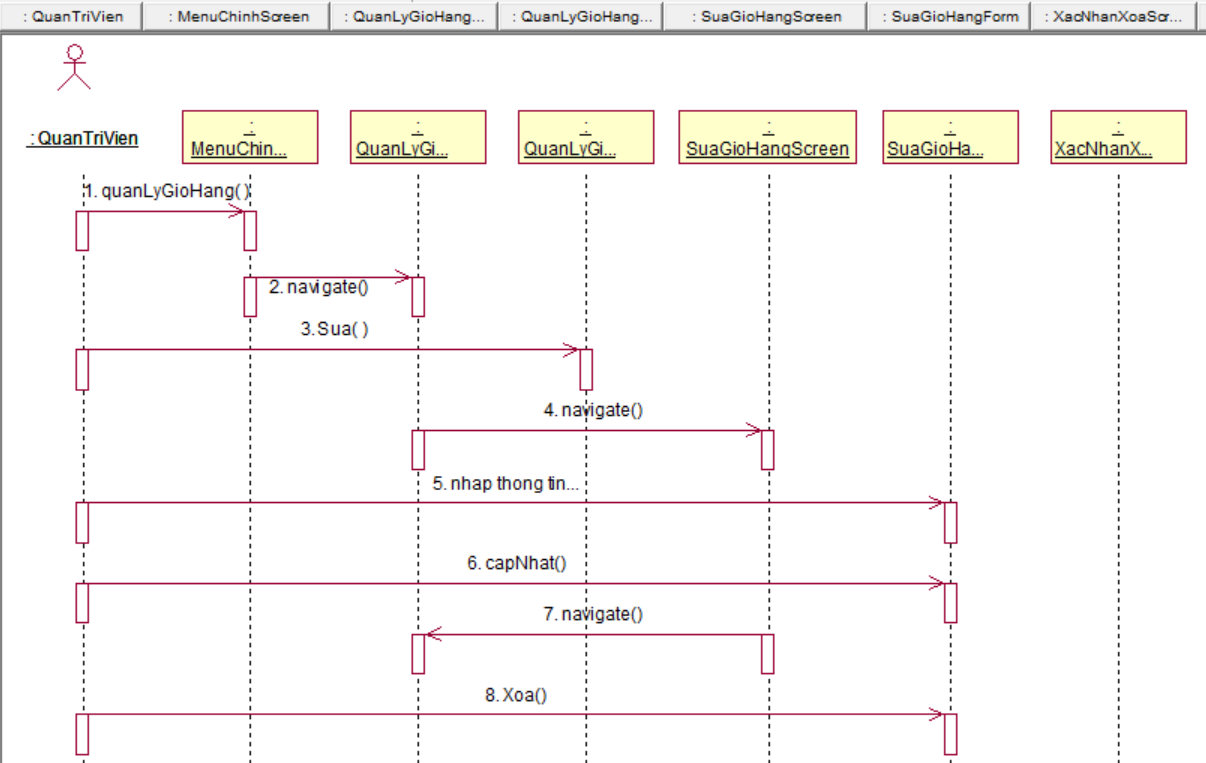 : QuanTriVien
: MenuChinhScreen
: QuanLyGioHang...
: QuanLyGioHang...
: SuaGioHangScreen
: SuaGioHangForm
: XacNhanXoaScr...
: QuanTriVien
:
MenuChin...
:
QuanLyGi...
:
QuanLyGi...
:
SuaGioHangScreen
:
SuaGioHa...
:
XacNhanX...
1. quanLyGioHang( )
2. navigate()
3.Sua( )
4. navigate()
5. nhap thong tin...
6. capNhat()
7. navigate()
8. Xoa()